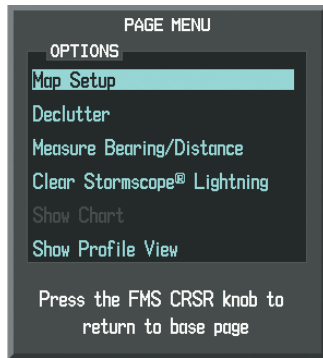 PAGE MENU
OPTIONS
Map Setup
Declutter
Measure Bearing/Distance
Clear Stormscope® Lightning
Show Chart
Show Profile View
Press the FMS CRSR knob to
return to base page